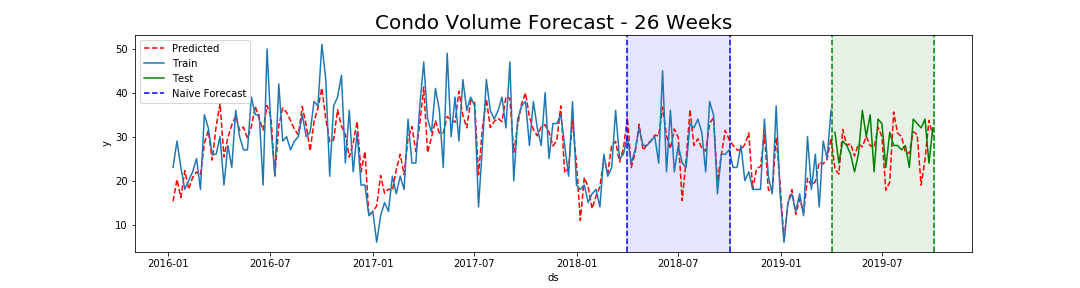 Condo Volume Forecast - 26 Weeks
Predicted
Train
Test
Naive Forecast
50
40
30
20
10
y
2016-01
2016-07
2017-01
2017-07
2018-01
2018-07
2019-01
2019-07
ds